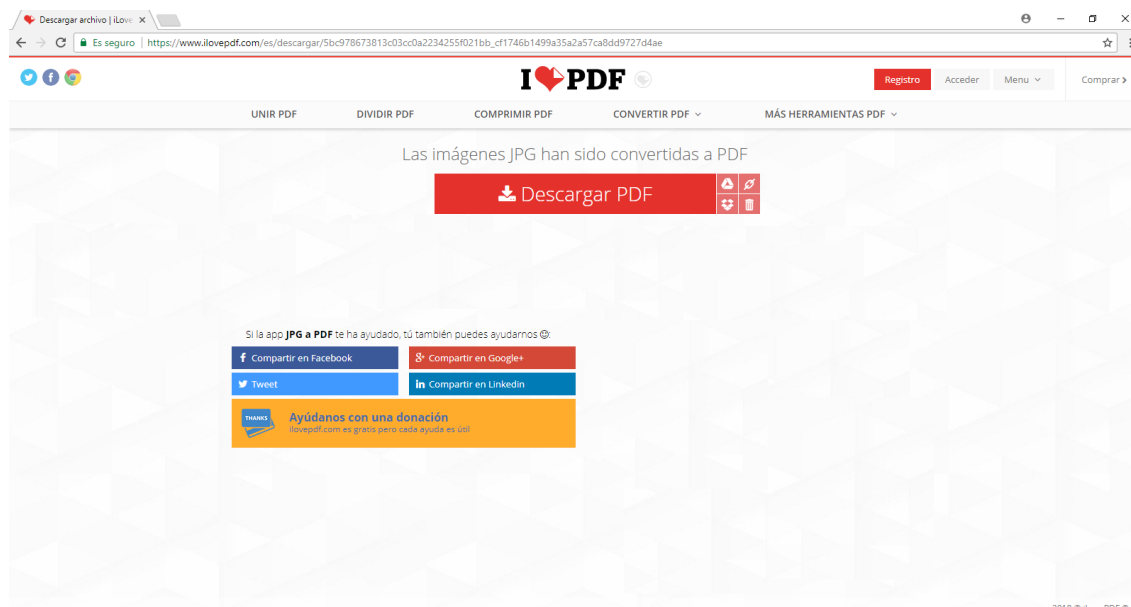 Descargar archivo | iLove
Es seguro | https://www.ilovepdf.com/es/descargar/5bc978673813c03cc0a2234255f021bb_cf1746b1499a35a2a57ca8dd9727d4ae
I PDF
Registro
Acceder
Menu
Comprar
UNIR PDF
DIVIDIR PDF
COMPRIMIR PDF
CONVERTIR PDF
MÁS HERRAMIENTAS PDF
Las imágenes JPG han sido convertidas a PDF
Descargar PDF
Si la app JPG a PDF te ha ayudado, tú también puedes ayudarnos ☺:
Compartir en Facebook
Compartir en Google+
Tweet
Compartir en Linkedin
THANKS
Ayúdanos con una donación
ilovepdf.com es gratis pero cada ayuda es útil